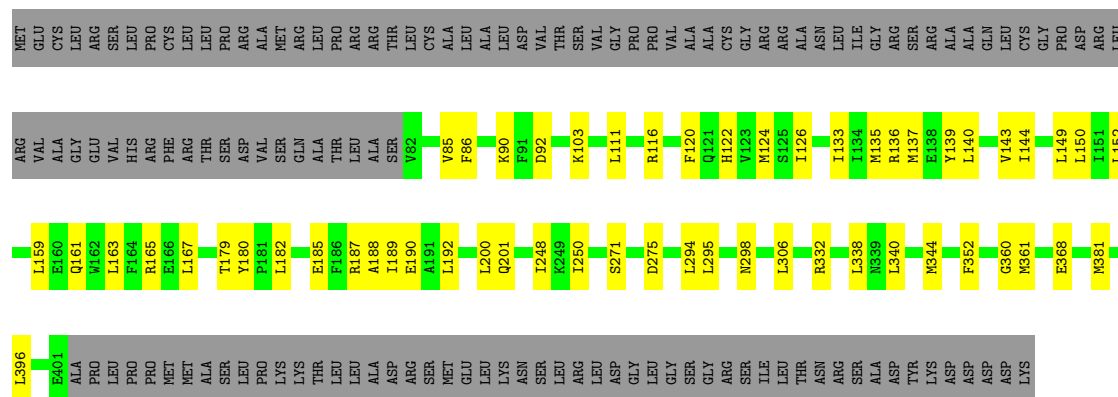 MET GLU CYS LEU ARG SER LEU PRO CYS LEU LEU PRO ARG ALA MET ARG LEU PRO ARG ARG THR LEU CYS ALA LEU ALA LEU ASP VAL THR SER VAL GLY PRO PRO VAL ALA ALA CYS GLY ARG ARG ALA ASN LEU ILE GLY ARG SER ARG ALA ALA GLN LEU CYS GLY PRO ASP ARG LEU
ARG VAL ALA GLY GLU VAL HIS ARG PHE ARG THR SER ASP VAL SER GLN ALA THR LEU ALA SER V82 V85 F86 K90 F91 D92 K103 L111 R116 F120 Q121 H122 V123 M124 S125 I126 I133 I134 M135 R136 M137 E138 Y139 L140 V143 I144 L149 L150 I151 L152
L159 E160 Q161 W162 L163 F164 R165 E166 L167 T179 Y180 P181 L182 E185 F186 R187 A188 I189 E190 A191 L192 L200 Q201 I248 K249 I250 S271 D275 L294 L295 N298 L306 R332 L338 N339 L340 M344 F352 G360 M361 E368 M381
L396 E401 ALA PRO LEU PRO PRO MET MET ALA SER LEU PRO LYS LYS THR LEU LEU ALA ASP ARG SER MET GLU LEU LYS ASN SER LEU ARG LEU ASP GLY LEU GLY SER GLY ARG SER ILE LEU THR ASN ARG SER ALA ASP TYR LYS ASP ASP ASP ASP LYS